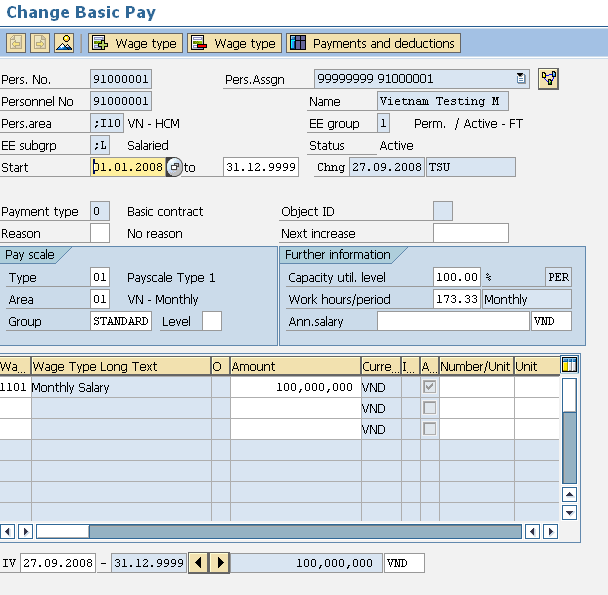 Change Basic Pay
Wage type Wage type Payments and deductions
Pers. No. 91000001 Pers.Assgn 99999999 91000001
Personnel No 91000001 Name Vietnam Testing M
Pers.area ;I10 VN - HCM EE group 1 Perm. / Active - FT
EE subgrp ;L Salaried Status Active
Start 01.01.2008 to 31.12.9999 Chng 27.09.2008 TSU
Payment type 0 Basic contract Object ID
Reason No reason Next increase
Pay scale Further information
Type 01 Payscale Type 1 Capacity util. level 100.00 % PER
Area 01 VN - Monthly Work hours/period 173.33 Monthly
Group STANDARD Level Ann.salary VND
Wa... Wage Type Long Text O Amount Curre... I... A... Number/Unit Unit
1101 Monthly Salary 100,000,000 VND
VND
VND
IV 27.09.2008 - 31.12.9999 100,000,000 VND